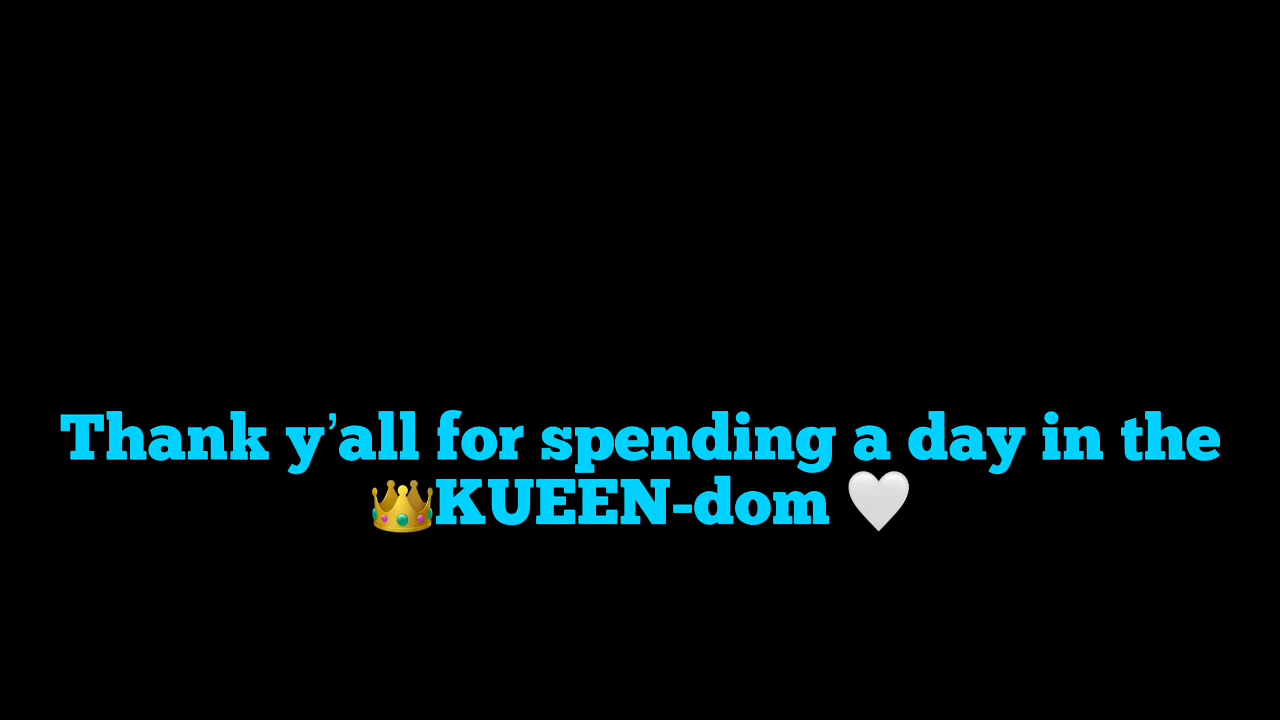 Thank y’all for spending a day in the
👑KUEEN-dom 🤍